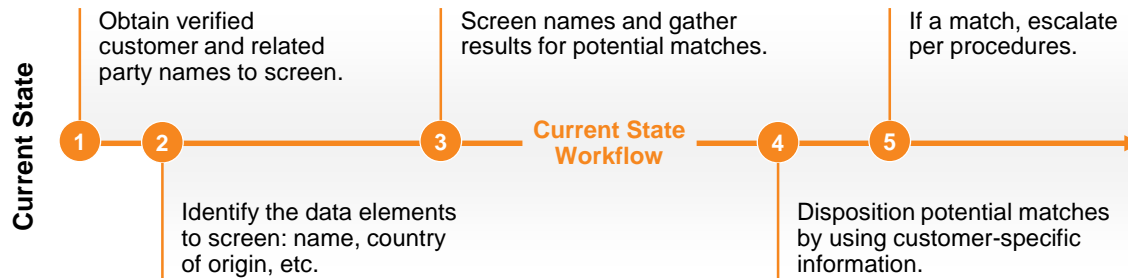 Current State
Obtain verified
customer and related
party names to screen.
Screen names and gather
results for potential matches.
If a match, escalate
per procedures.
1
2
3
Current State
Workflow
4
5
Identify the data elements
to screen: name, country
of origin, etc.
Disposition potential matches
by using customer-specific
information.